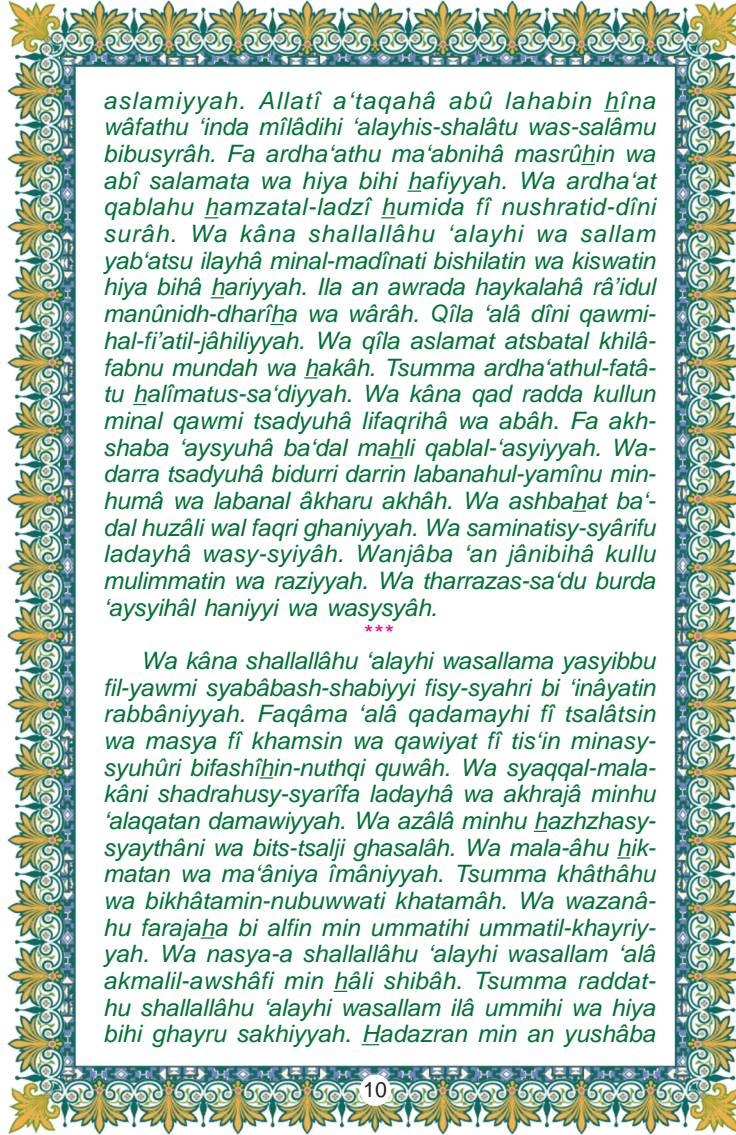 aslamiyyah. Allatî a‘taqahâ abû lahabin hîna
wâfathu ‘inda mîlâdihi ‘alayhis-shalâtu was-salâmu
bibusyrâh. Fa ardha‘athu ma‘abnihâ masrûhin wa
abî salamata wa hiya bihi hafiyyah. Wa ardha‘at
qablahu hamzatal-ladzî humida fî nushratid-dîni
surâh. Wa kâna shallallâhu ‘alayhi wa sallam
yab‘atsu ilayhâ minal-madînati bishilatin wa kiswatin
hiya bihâ hariyyah. Ila an awrada haykalahâ râ’idul
manûnidh-dharîha wa wârâh. Qîla ‘alâ dîni qawmi-
hal-fi’atil-jâhiliyyah. Wa qîla aslamat atsbatal khilâ-
fabnu mundah wa hakâh. Tsumma ardha‘athul-fatâ-
tu halîmatus-sa‘diyyah. Wa kâna qad radda kullun
minal qawmi tsadyuhâ lifaqrihâ wa abâh. Fa akh-
shaba ‘aysyuhâ ba‘dal mahli qablal-‘asyiyyah. Wa-
darra tsadyuhâ bidurri darrin labanahul-yamînu min-
humâ wa labanal âkharu akhâh. Wa ashbahat ba‘-
dal huzâli wal faqri ghaniyyah. Wa saminatisy-syârifu
ladayhâ wasy-syiyâh. Wanjâba ‘an jânibihâ kullu
mulimmatin wa raziyyah. Wa tharrazas-sa‘du burda
‘aysyihâl haniyyi wa wasysyâh.
***
Wa kâna shallallâhu ‘alayhi wasallama yasyibbu
fil-yawmi syabâbash-shabiyyi fisy-syahri bi ‘inâyatin
rabbâniyyah. Faqâma ‘alâ qadamayhi fî tsalâtsin
wa masya fî khamsin wa qawiyat fî tis‘in minasy-
syuhûri bifashîhin-nuthqi quwâh. Wa syaqqal-mala-
kâni shadrahusy-syarîfa ladayhâ wa akhrajâ minhu
‘alaqatan damawiyyah. Wa azâlâ minhu hazhzhasy-
syaythâni wa bits-tsalji ghasalâh. Wa mala-âhu hik-
matan wa ma‘âniya îmâniyyah. Tsumma khâthâhu
wa bikhâtamin-nubuwwati khatamâh. Wa wazanâ-
hu farajaha bi alfin min ummatihi ummatil-khayriy-
yah. Wa nasya-a shallallâhu ‘alayhi wasallam ‘alâ
akmalil-awshâfi min hâli shibâh. Tsumma raddat-
hu shallallâhu ‘alayhi wasallam ilâ ummihi wa hiya
bihi ghayru sakhiyyah. Hadazran min an yushâba
10